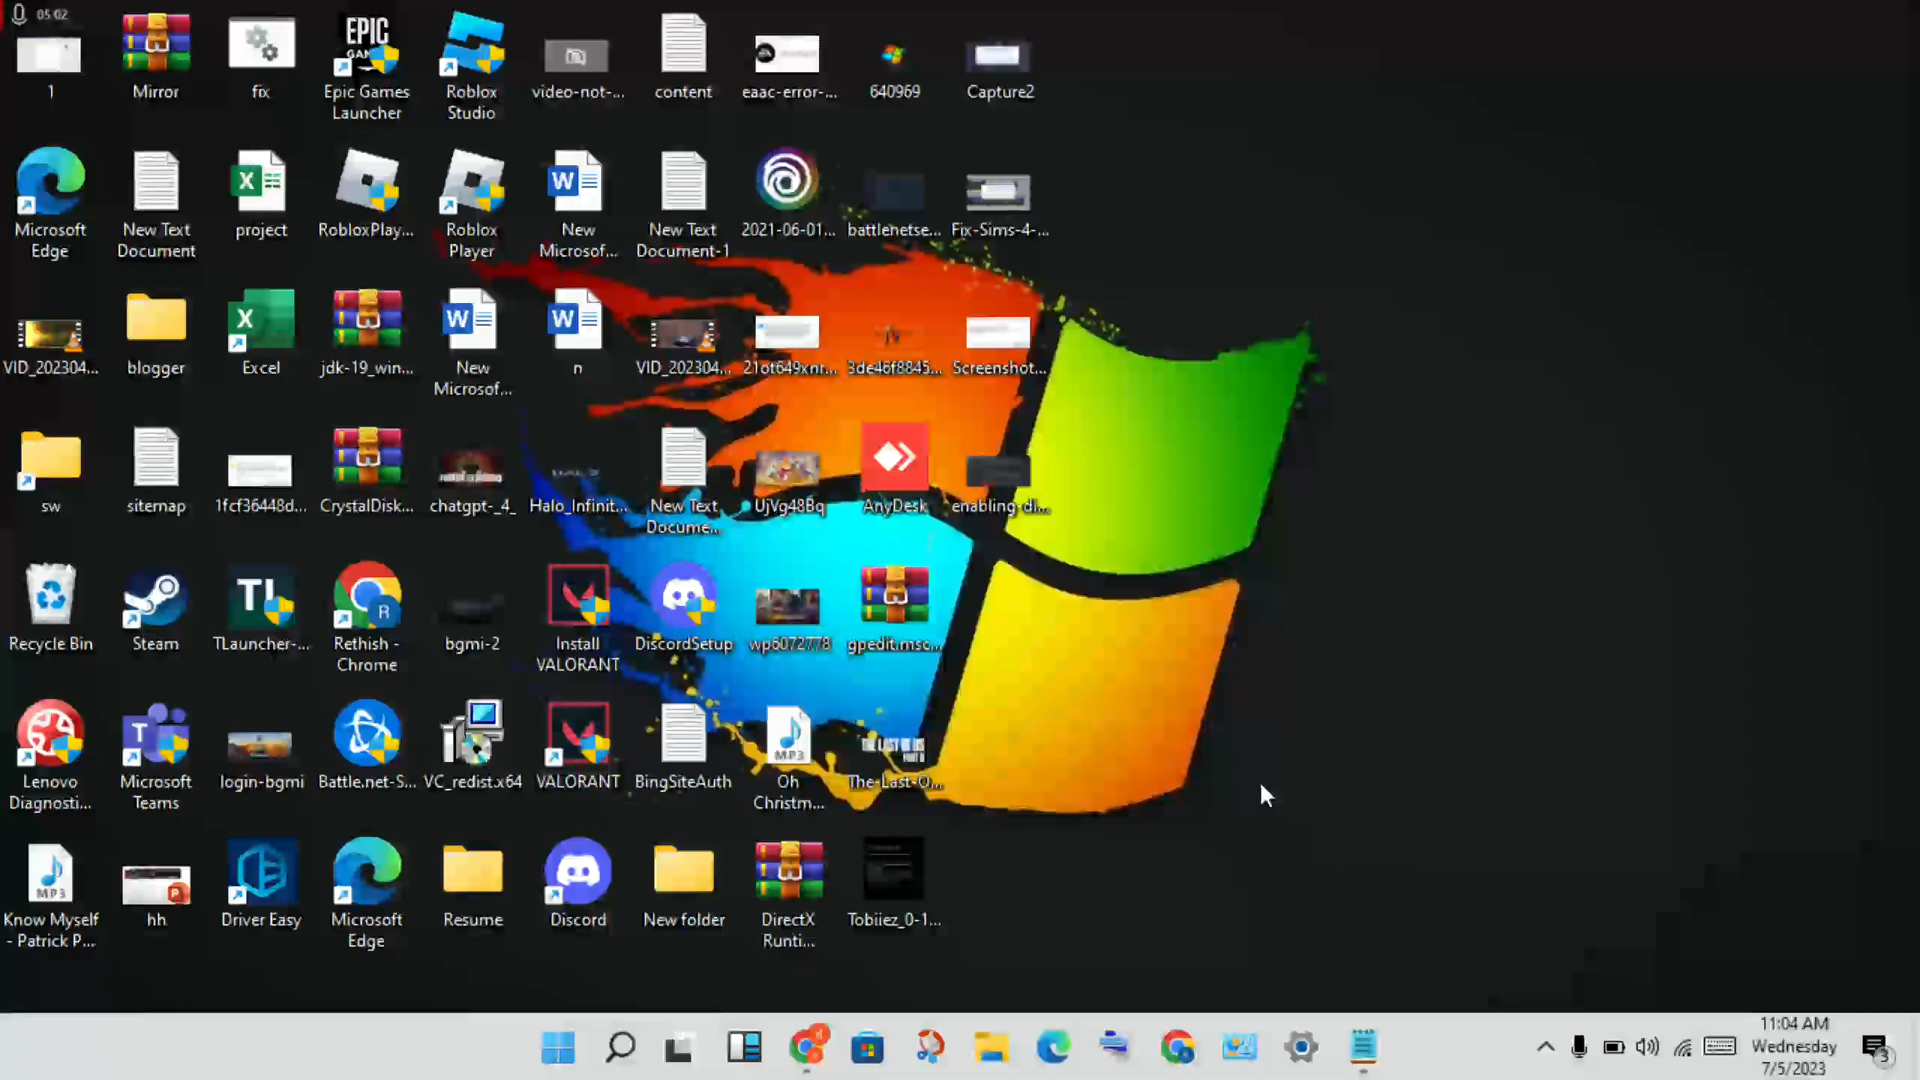 05:02
1
Mirror
fix
EPIC
GAMES
Epic Games
Launcher
Roblox
Studio
video-not-...
content
eaac-error-...
640969
Capture2
Microsoft
Edge
New Text
Document
X
project
RobloxPlay...
Roblox
Player
W
New
Microsof...
New Text
Document-1
2021-06-01...
battlenetse...
Fix-Sims-4-...
VID_202304...
blogger
X
Excel
jdk-19_win...
W
New
Microsof...
W
n
VID_202304...
21ot649xnr...
3de46f8845...
Screenshot...
sw
sitemap
1fcf36448d...
CrystalDisk...
chatgpt-_4_
Halo_Infinit...
New Text
Docume...
UjVg48Bq
AnyDesk
enabling-dl...
Recycle Bin
Steam
TL
TLauncher-...
R
Rethish -
Chrome
bgmi-2
Install
VALORANT
DiscordSetup
wp6072778
gpedit.msc...
Lenovo
Diagnosti...
T
Microsoft
Teams
login-bgmi
Battle.net-S...
VC_redist.x64
VALORANT
BingSiteAuth
MP3
Oh
Christm...
The-Last-O...
MP3
Know Myself
- Patrick P...
P
hh
Driver Easy
Microsoft
Edge
Resume
Discord
New folder
DirectX
Runti...
Tobiiez_0-1...
11:04 AM
Wednesday
7/5/2023
3